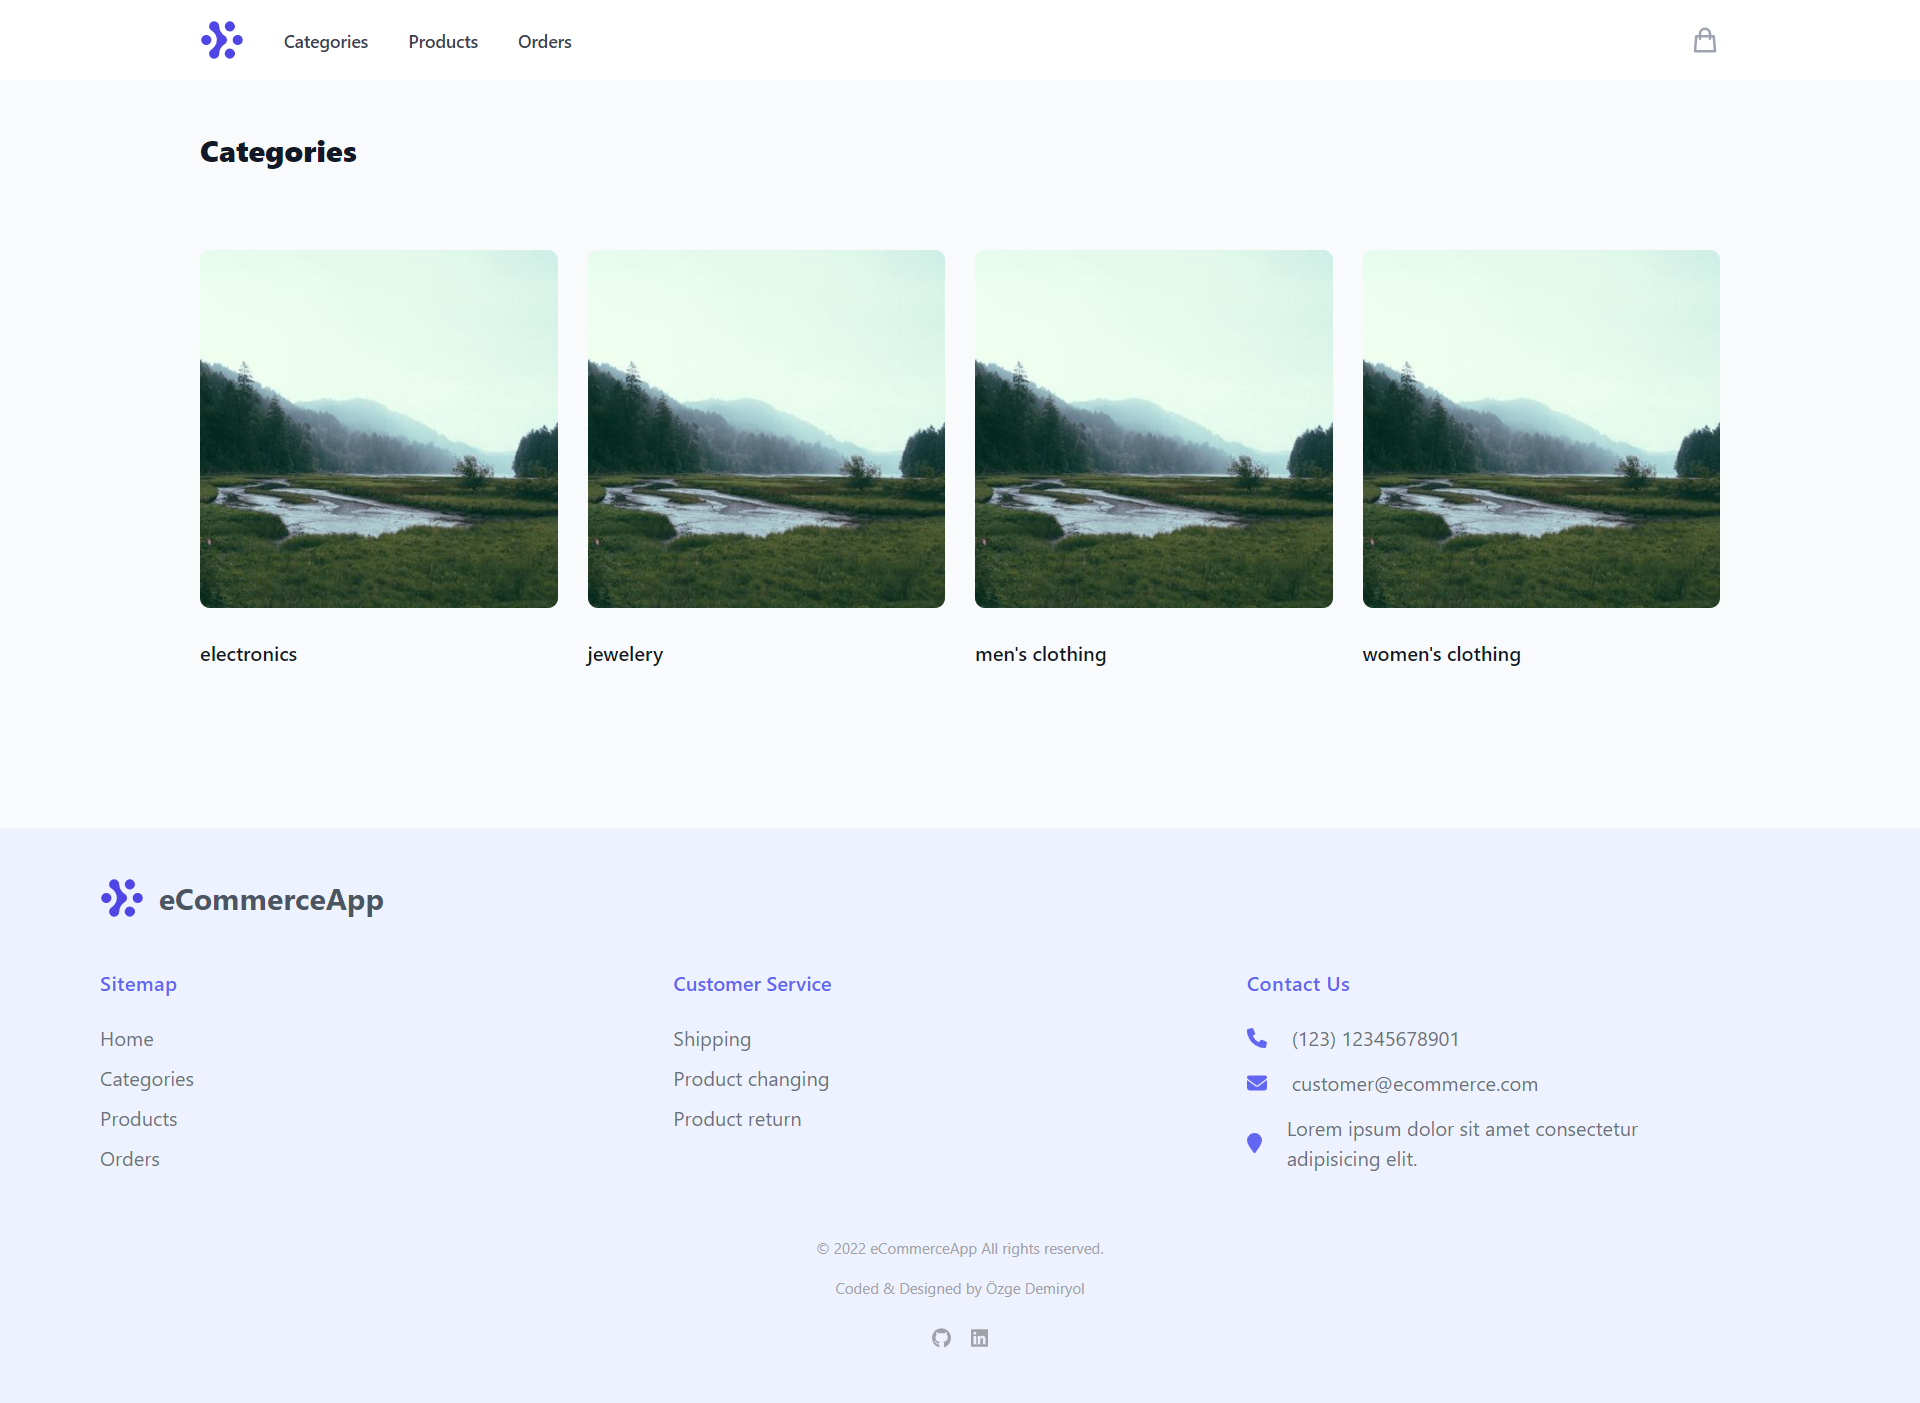 Categories
Products
Orders
Categories
electronics
jewelery
men's clothing
women's clothing
eCommerceApp
Sitemap
Home
Categories
Products
Orders
Customer Service
Shipping
Product changing
Product return
Contact Us
(123) 12345678901
customer@ecommerce.com
Lorem ipsum dolor sit amet consectetur
adipisicing elit.
© 2022 eCommerceApp All rights reserved.
Coded & Designed by Özge Demiryol